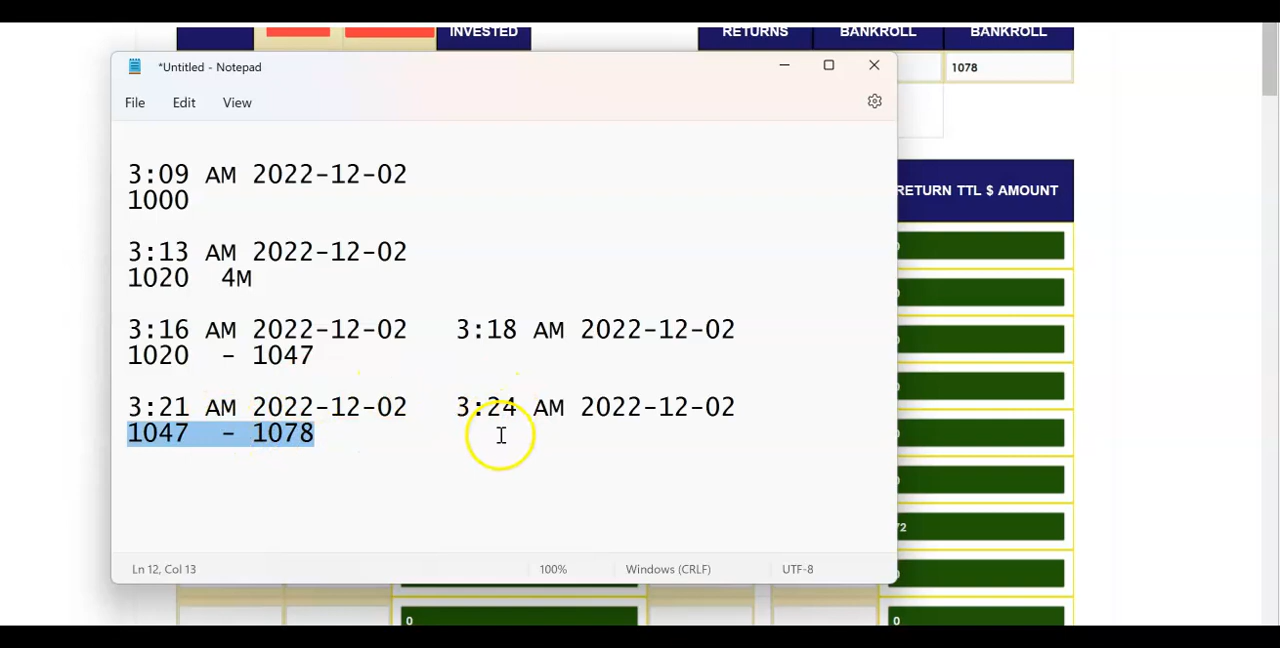 INVESTED
RETURNS
BANKROLL
BANKROLL
1078
*Untitled - Notepad
File
Edit
View
3:09 AM 2022-12-02
1000
3:13 AM 2022-12-02
1020 4M
3:16 AM 2022-12-02 3:18 AM 2022-12-02
1020 - 1047
3:21 AM 2022-12-02 3:24 AM 2022-12-02
1047 - 1078
Ln 12, Col 13
100%
Windows (CRLF)
UTF-8
RETURN TTL $ AMOUNT
0
0